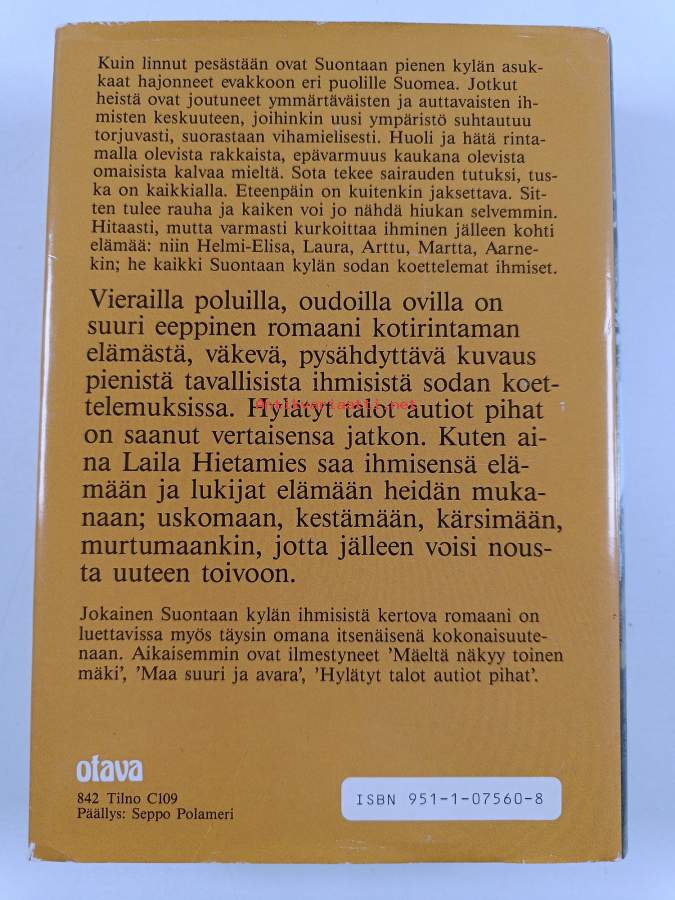 Kuin linnut pesästään ovat Suontaan pienen kylän asuk-
kaat hajonneet evakkoon eri puolille Suomea. Jotkut
heistä ovat joutuneet ymmärtäväisten ja auttavaisten ih-
misten keskuuteen, joihinkin uusi ympäristö suhtautuu
torjuvasti, suorastaan vihamielisesti. Huoli ja hätä rinta-
malla olevista rakkaista, epävarmuus kaukana olevista
omaisista kalvaa mieltä. Sota tekee sairauden tutuksi, tus-
ka on kaikkialla. Eteenpäin on kuitenkin jaksettava. Sit-
ten tulee rauha ja kaiken voi jo nähdä hiukan selvemmin.
Hitaasti, mutta varmasti kurkoittaa ihminen jälleen kohti
elämää: niin Helmi-Elisa, Laura, Arttu, Martta, Aarne-
kin; he kaikki Suontaan kylän sodan koettelemat ihmiset.
Vierailla poluilla, oudoilla ovilla on
suuri eeppinen romaani kotirintaman
elämästä, väkevä, pysähdyttävä kuvaus
pienistä tavallisista ihmisistä sodan koet-
telemuksissa. Hylätyt talot autiot pihat
Antikvariaatti.net
on saanut vertaisensa jatkon. Kuten ai-
na Laila Hietamies saa ihmisensä elä-
mään ja lukijat elämään heidän muka-
naan; uskomaan, kestämään, kärsimään,
murtumaankin, jotta jälleen voisi nous-
ta uuteen toivoon.
Jokainen Suontaan kylän ihmisistä kertova romaani on
luettavissa myös täysin omana itsenäisenä kokonaisuute-
naan. Aikaisemmin ovat ilmestyneet 'Mäeltä näkyy toinen
mäki', 'Maa suuri ja avara', 'Hylätyt talot autiot pihat'.
otava
842 Tilno C109
Päällys: Seppo Polameri
ISBN 951-1-07560-8